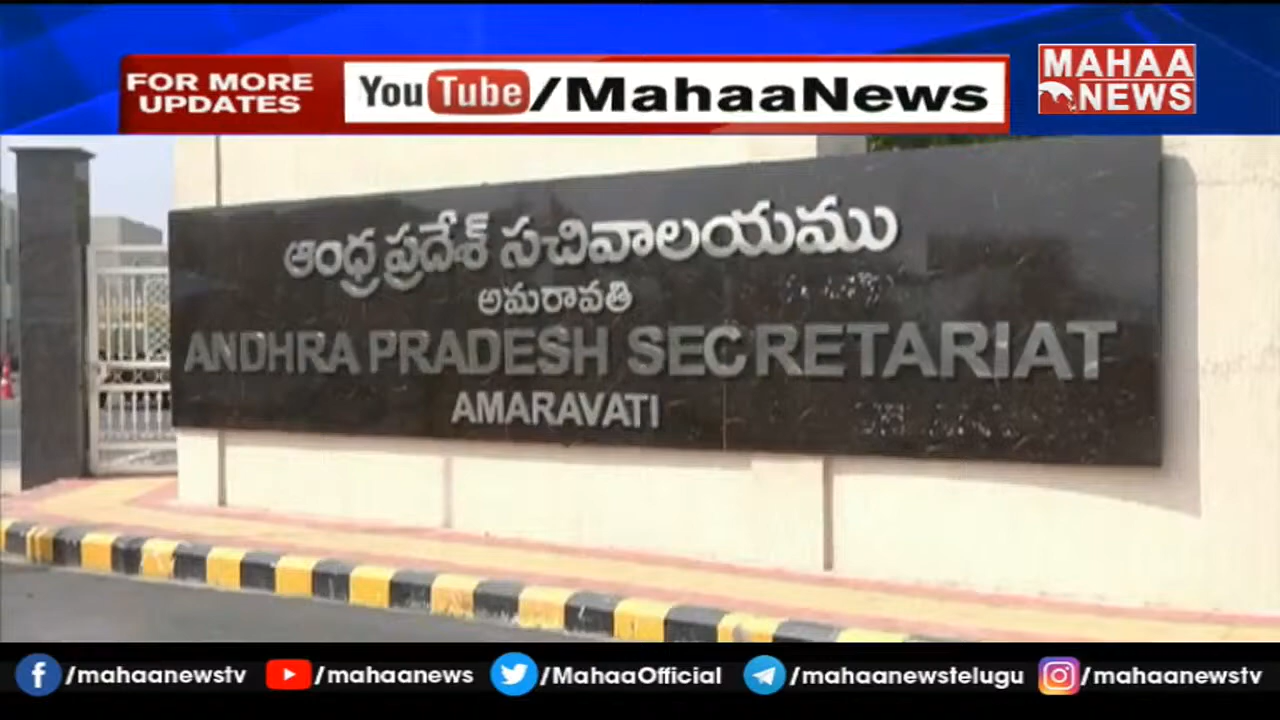 FOR MORE
UPDATES
YouTube/MahaaNews
MAHAA
NEWS
ఆంధ్ర ప్రదేశ్ సచివాలయము
అమరావతి
ANDHRA PRADESH SECRETARIAT
AMARAVATI
/mahaanewstv
/mahaanews
/MahaaOfficial
/mahaanewstelugu
/mahaanewstv